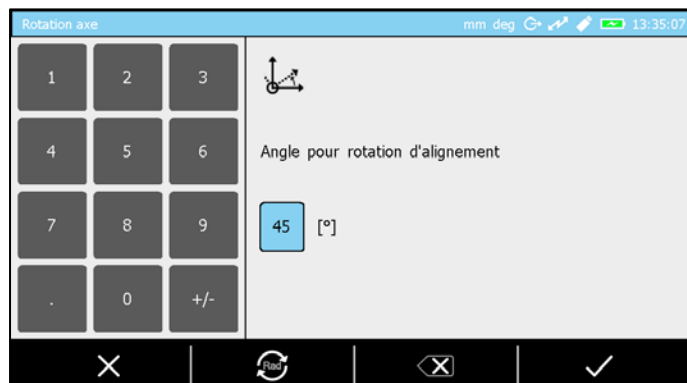 Rotation axe mm deg 13:35:07
1 2 3
4 5 6
Angle pour rotation d'alignement
7 8 9
45 [°]
. 0 +/-
Rad